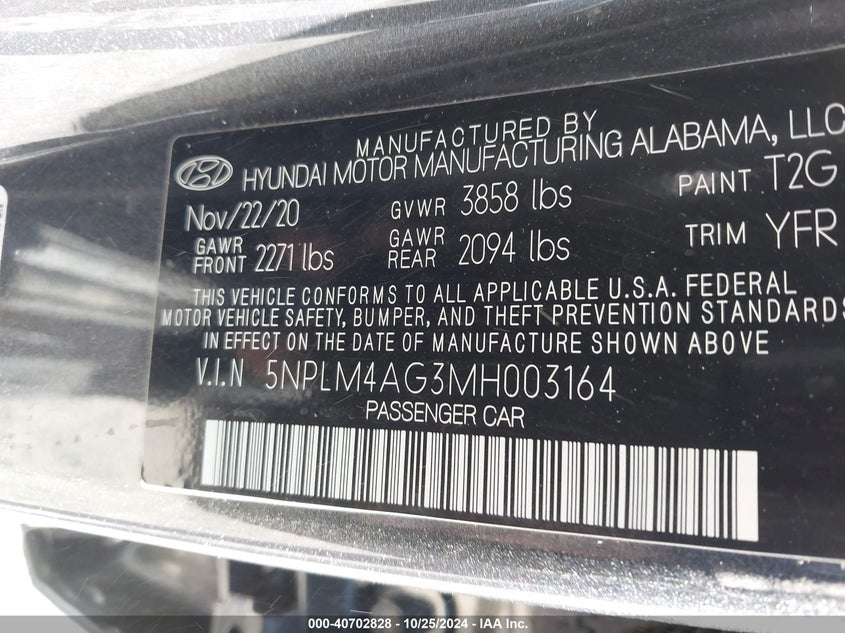 MANUFACTURED BY
HYUNDAI MOTOR MANUFACTURING ALABAMA, LLC
Nov/22/20 GVWR 3858 lbs PAINT T2G
GAWR FRONT 2271 lbs GAWR REAR 2094 lbs TRIM YFR
THIS VEHICLE CONFORMS TO ALL APPLICABLE U.S.A. FEDERAL
MOTOR VEHICLE SAFETY, BUMPER, AND THEFT PREVENTION STANDARDS
IN EFFECT ON THE DATE OF MANUFACTURE SHOWN ABOVE
V.I.N 5NPLM4AG3MH003164
PASSENGER CAR
000-40702828 - 10/25/2024 - IAA Inc.